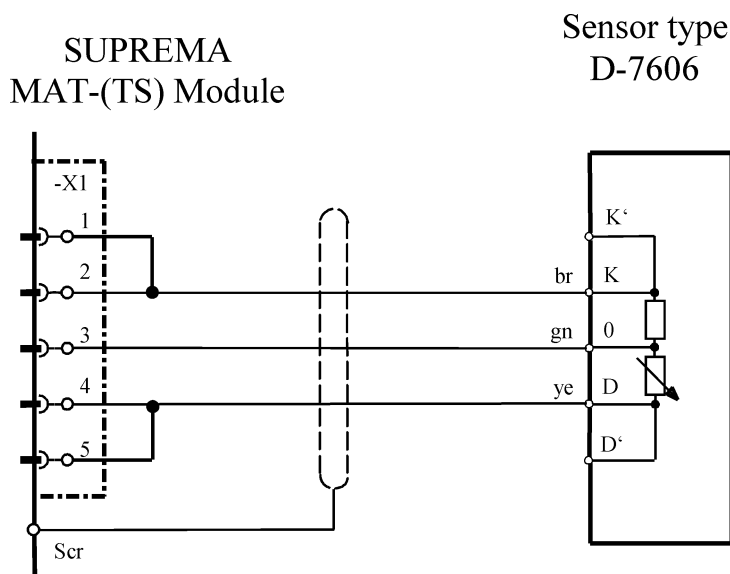 SUPREMA
MAT-(TS) Module
Sensor type
D-7606
-X1
1
K‘
2
br
K
3
gn
0
4
ye
D
5
D‘
Scr